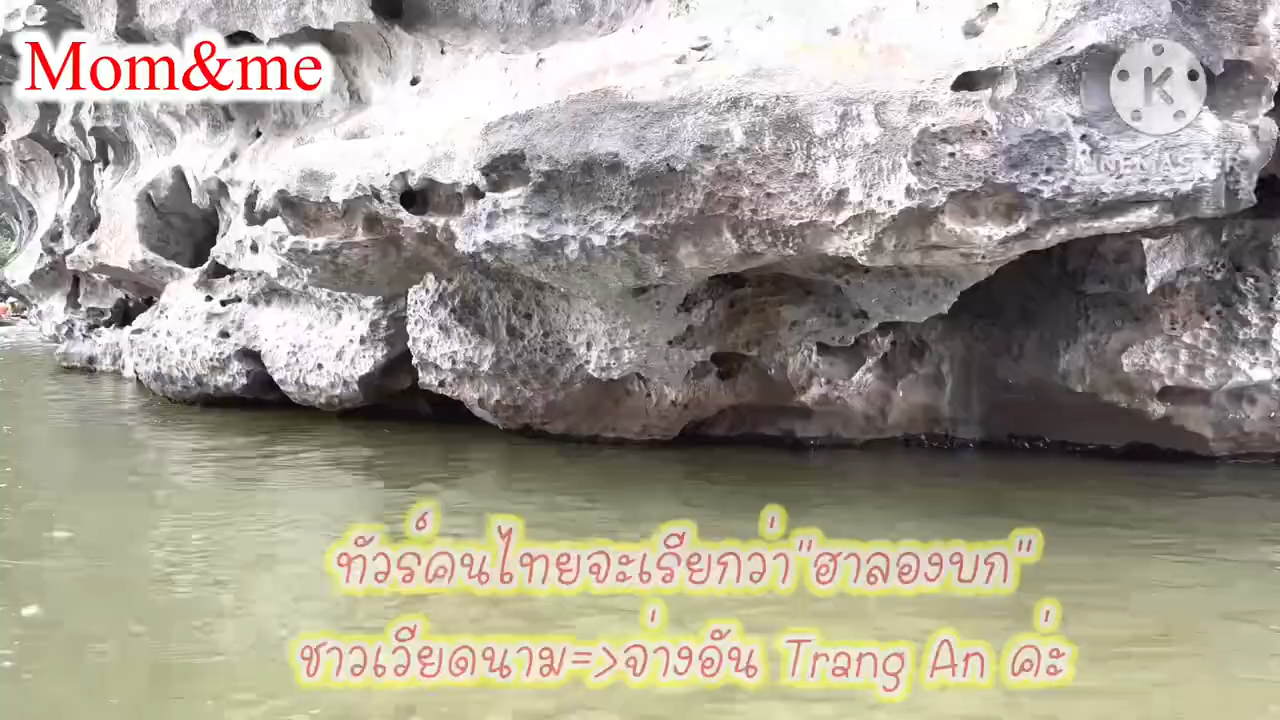 Mom&me
K
KINEMASTER
ทัวร์คนไทยจะเรียกว่า"ฮาลองบก"
ชาวเวียดนาม=>จ่างอัน Trang An ค่ะ